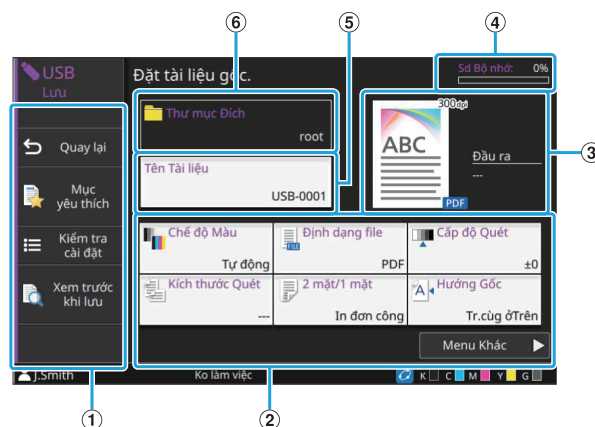 ⑥ ⑤ ④
USB
Lưu
Đặt tài liệu gốc.
Sd Bộ nhớ: 0%
Thư mục Đích
root
300dpi
ABC
PDF
Đầu ra
---
③
Quay lại
Tên Tài liệu
USB-0001
Mục
yêu thích
Kiểm tra
cài đặt
Xem trước
khi lưu
Chế độ Màu
Tự động
Định dạng file
FILE
PDF
Cấp độ Quét
±0
Kích thước Quét
---
2 mặt/1 mặt
In đơn công
A
Hướng Gốc
Tr.cùg ởTrên
Menu Khác
J.Smith
Ko làm việc
K C M Y G
① ②